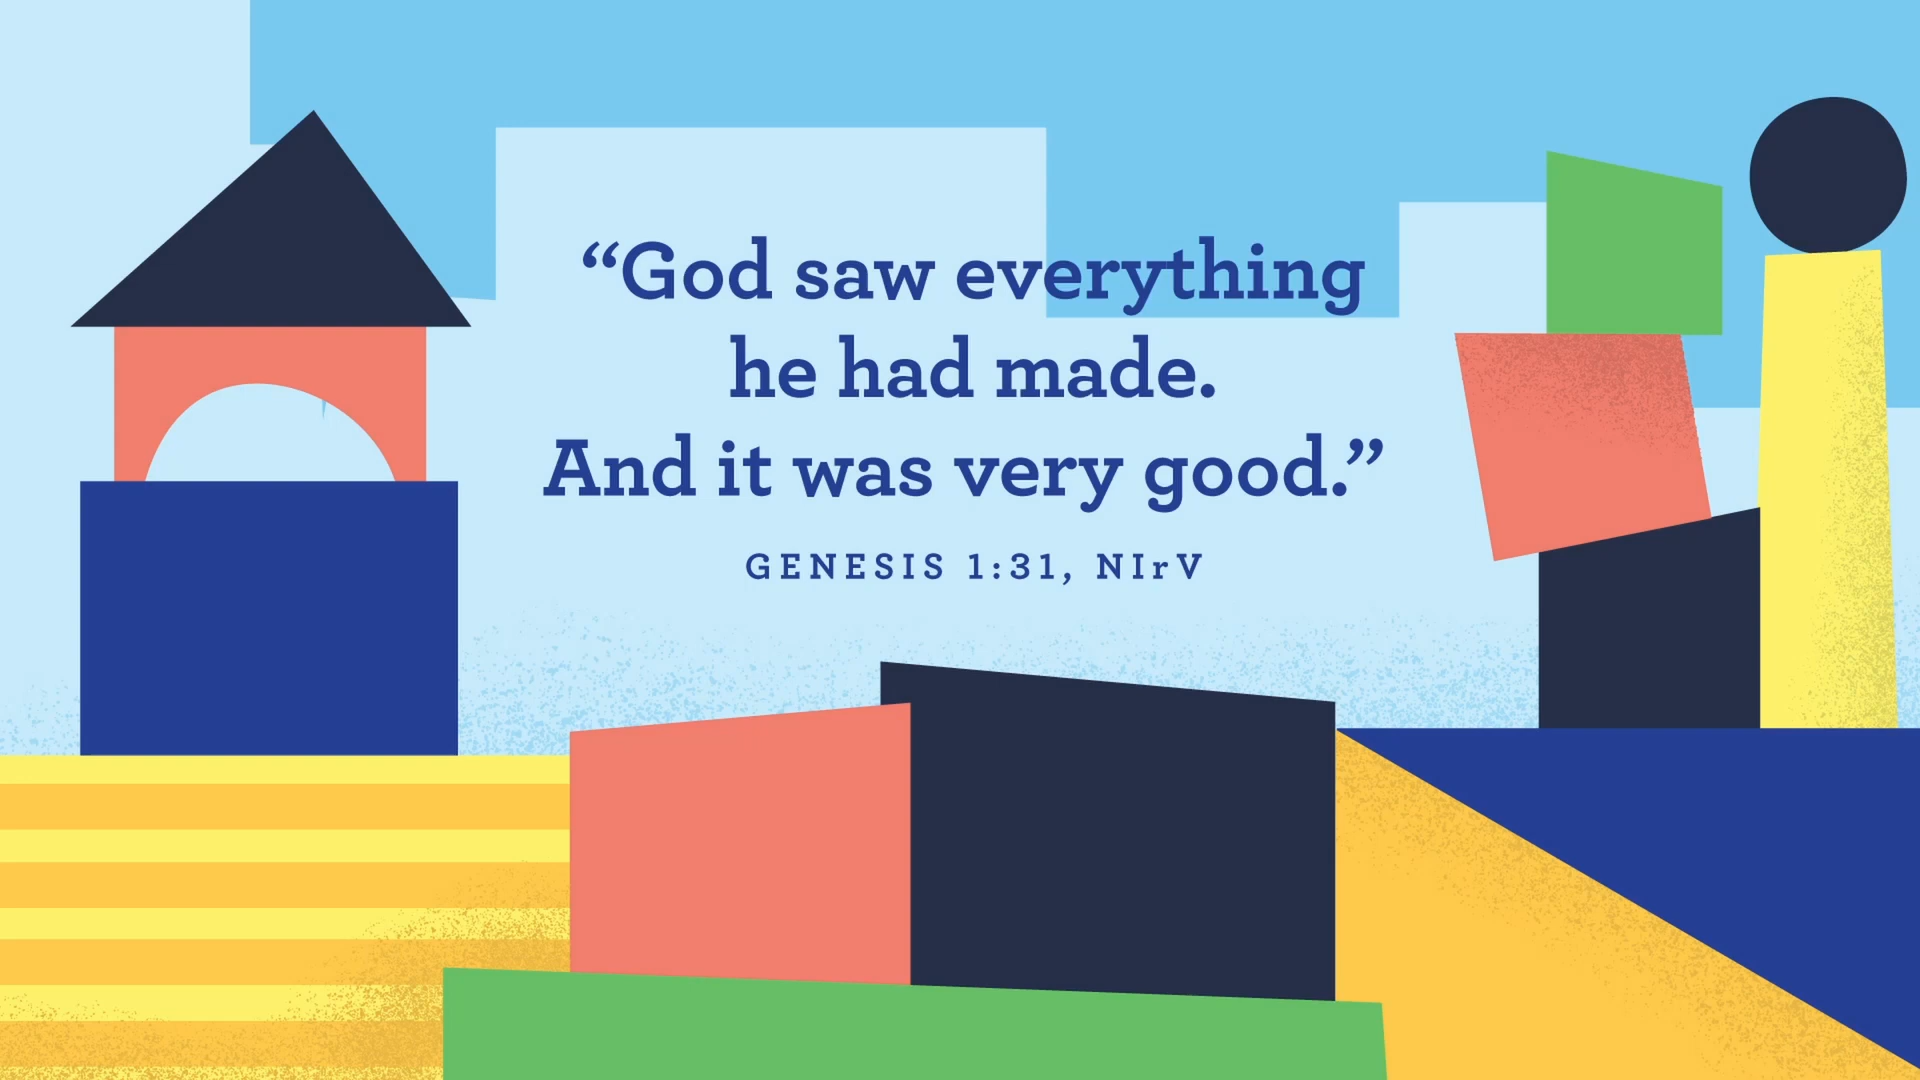 “God saw everything
he had made.
And it was very good.”
GENESIS 1:31, NIrV